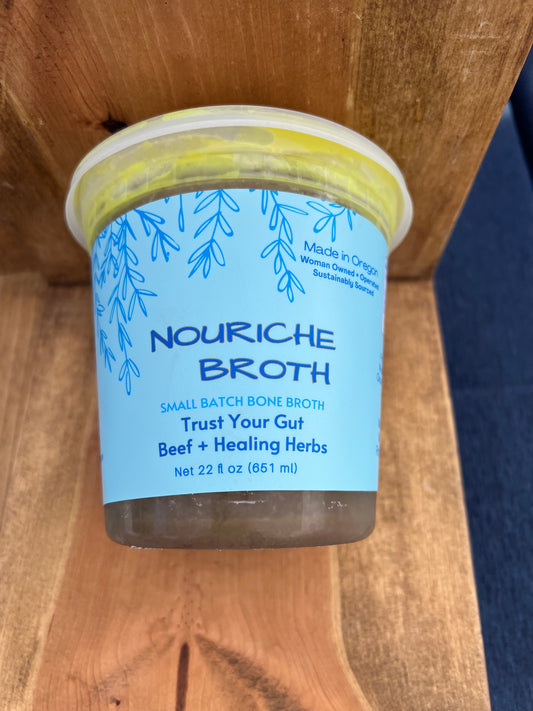 Made in Oregon
Woman Owned + Operated
Sustainably Sourced
NOURICHE
BROTH
SMALL BATCH BONE BROTH
Trust Your Gut
Beef + Healing Herbs
Net 22 fl oz (651 ml)